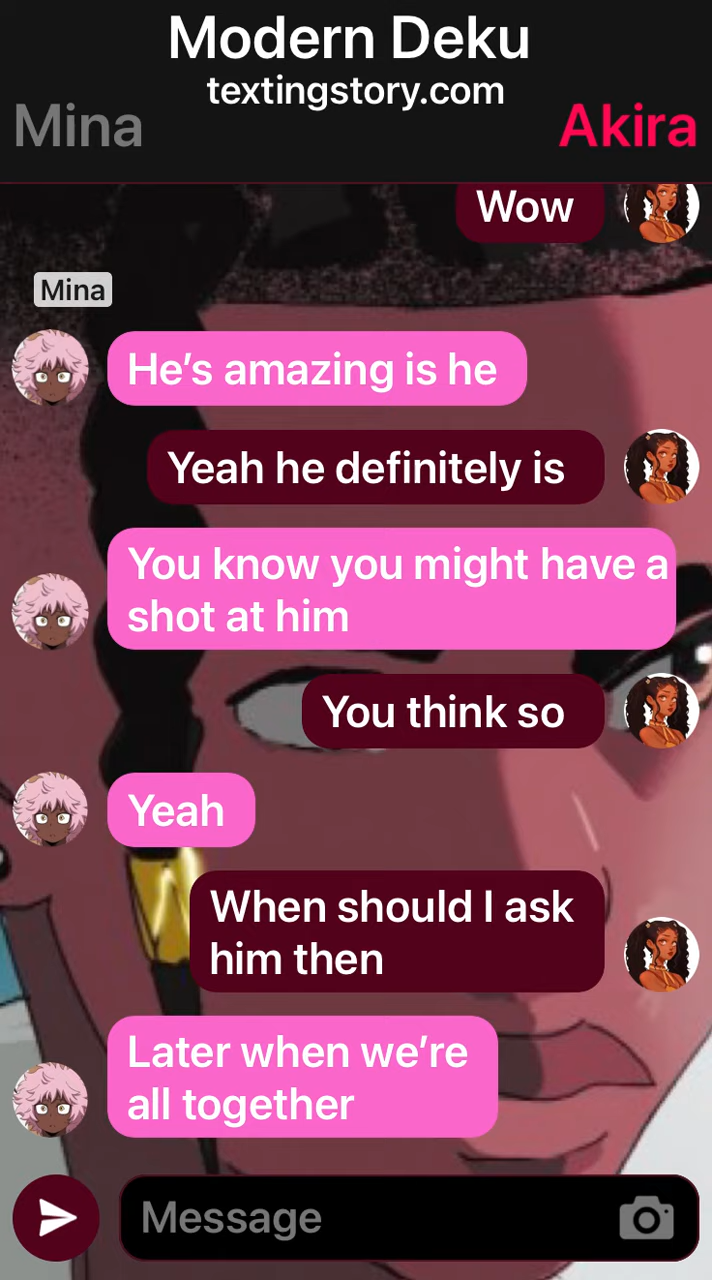 Modern Deku
textingstory.com
Mina
Akira
Wow
Mina
He’s amazing is he
Yeah he definitely is
You know you might have a
shot at him
You think so
Yeah
When should I ask
him then
Later when we’re
all together
Message